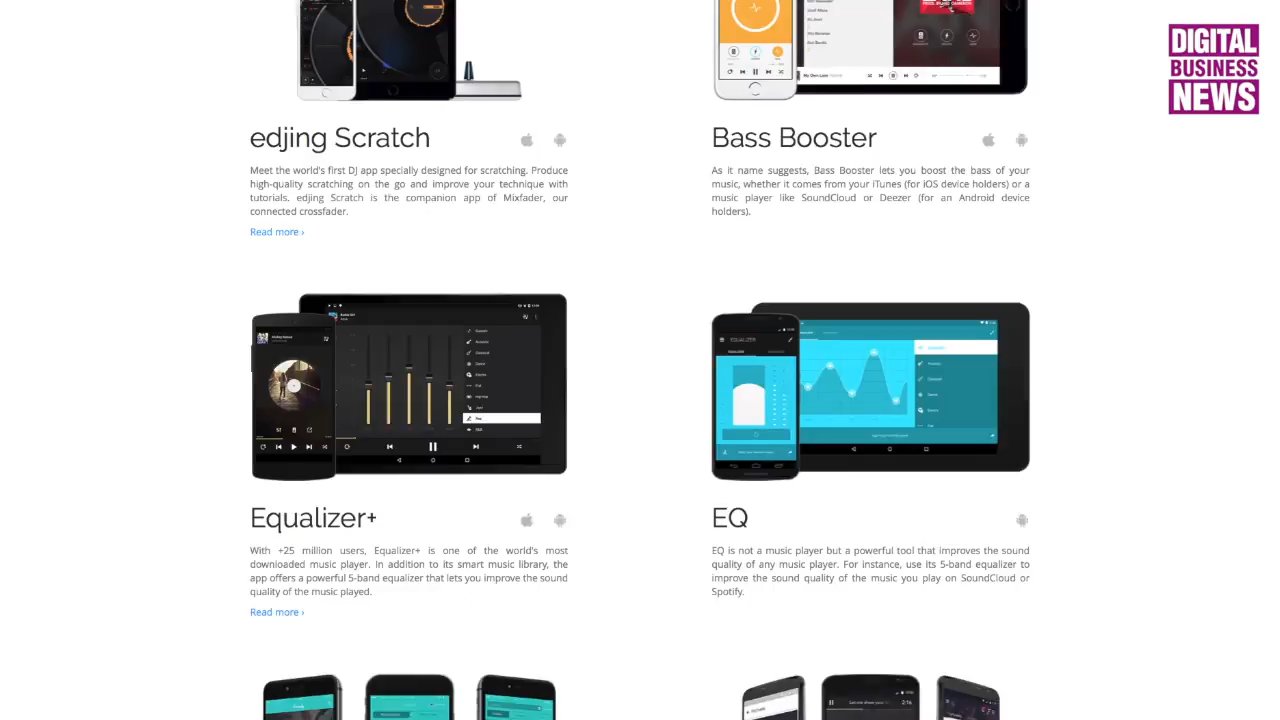 DIGITAL
BUSINESS
NEWS
edjing Scratch
Meet the world's first DJ app specially designed for scratching. Produce
high-quality scratching on the go and improve your technique with
tutorials. edjing Scratch is the companion app of Mixfader, our
connected crossfader.
Read more ›
Bass Booster
As it name suggests, Bass Booster lets you boost the bass of your
music, whether it comes from your iTunes (for iOS device holders) or a
music player like SoundCloud or Deezer (for an Android device
holders).
EQUALIZER
Equalizer+
With +25 million users, Equalizer+ is one of the world's most
downloaded music player. In addition to its smart music library, the
app offers a powerful 5-band equalizer that lets you improve the sound
quality of the music played.
Read more ›
EQ
EQ is not a music player but a powerful tool that improves the sound
quality of any music player. For instance, use its 5-band equalizer to
improve the sound quality of the music you play on SoundCloud or
Spotify.
2:16